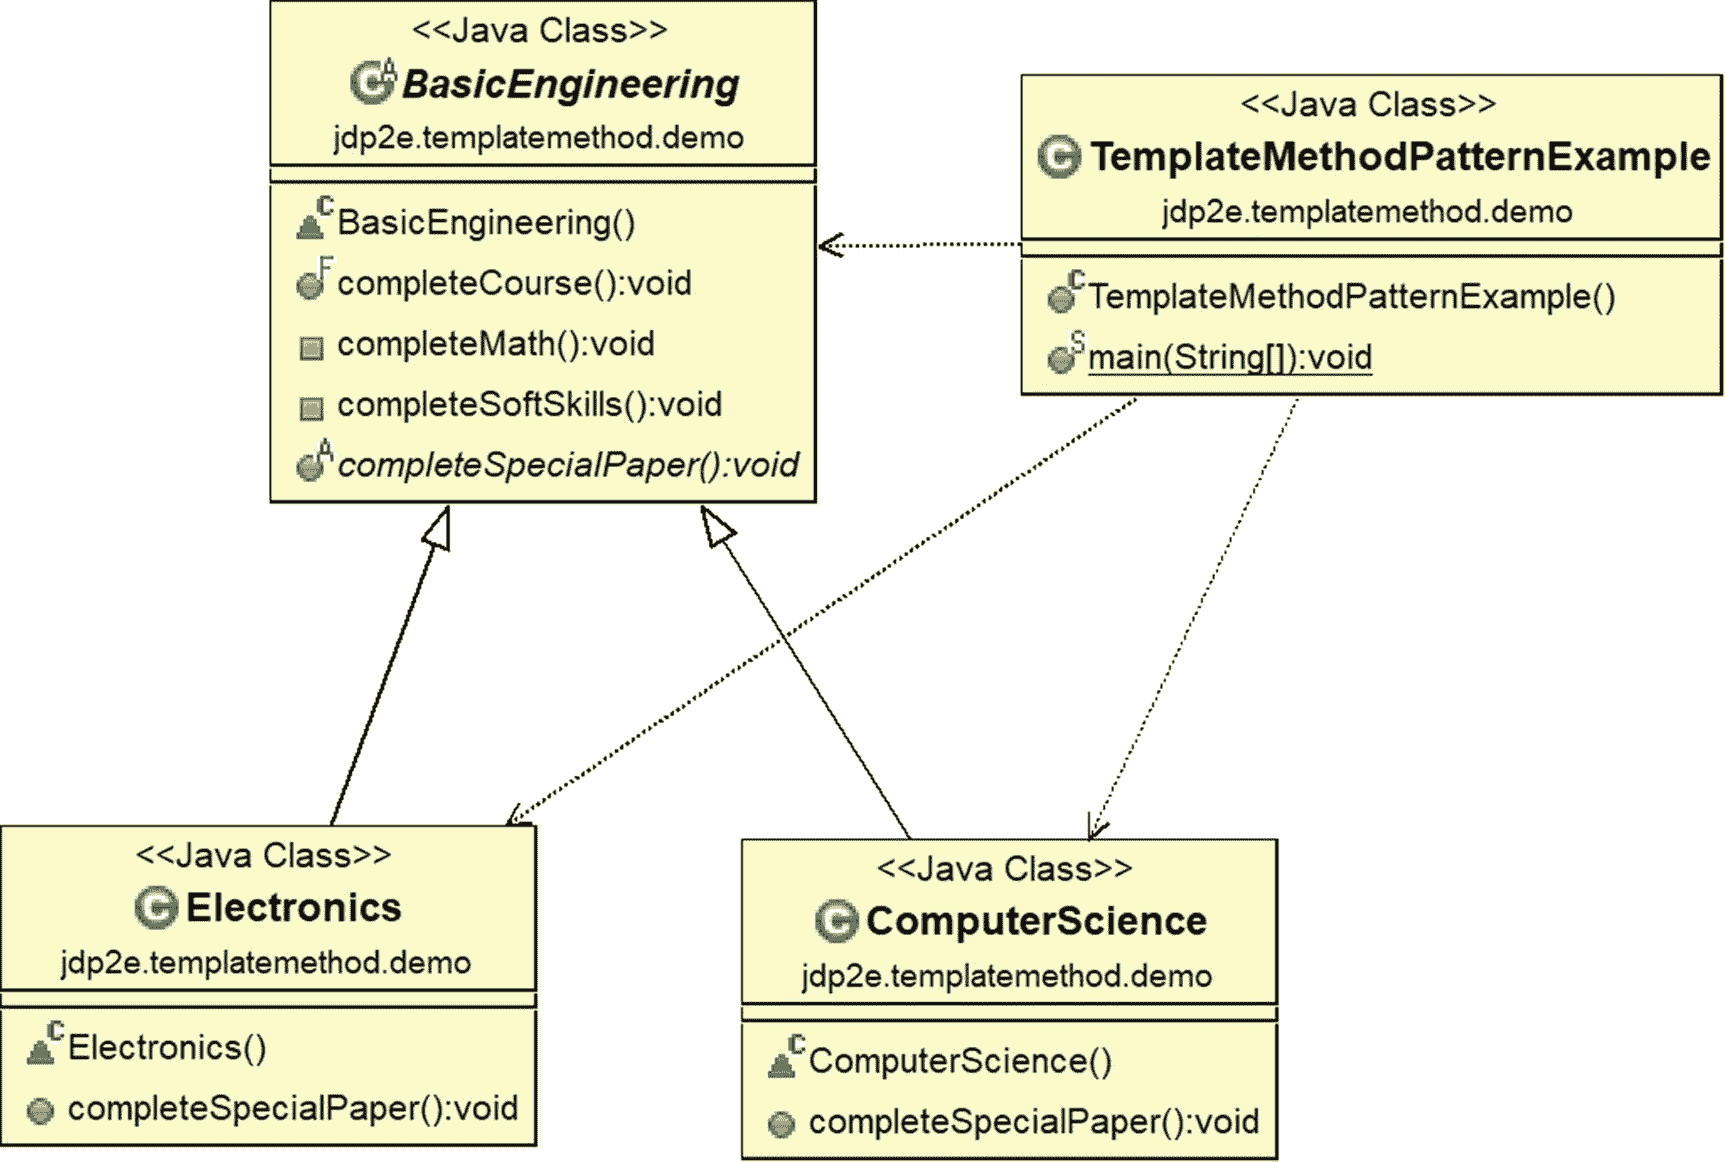 <<Java Class>>
BasicEngineering
jdp2e.templatemethod.demo
BasicEngineering()
completeCourse():void
completeMath():void
completeSoftSkills():void
completeSpecialPaper():void
<<Java Class>>
TemplateMethodPatternExample
jdp2e.templatemethod.demo
TemplateMethodPatternExample()
main(String[]):void
<<Java Class>>
Electronics
jdp2e.templatemethod.demo
Electronics()
completeSpecialPaper():void
<<Java Class>>
ComputerScience
jdp2e.templatemethod.demo
ComputerScience()
completeSpecialPaper():void